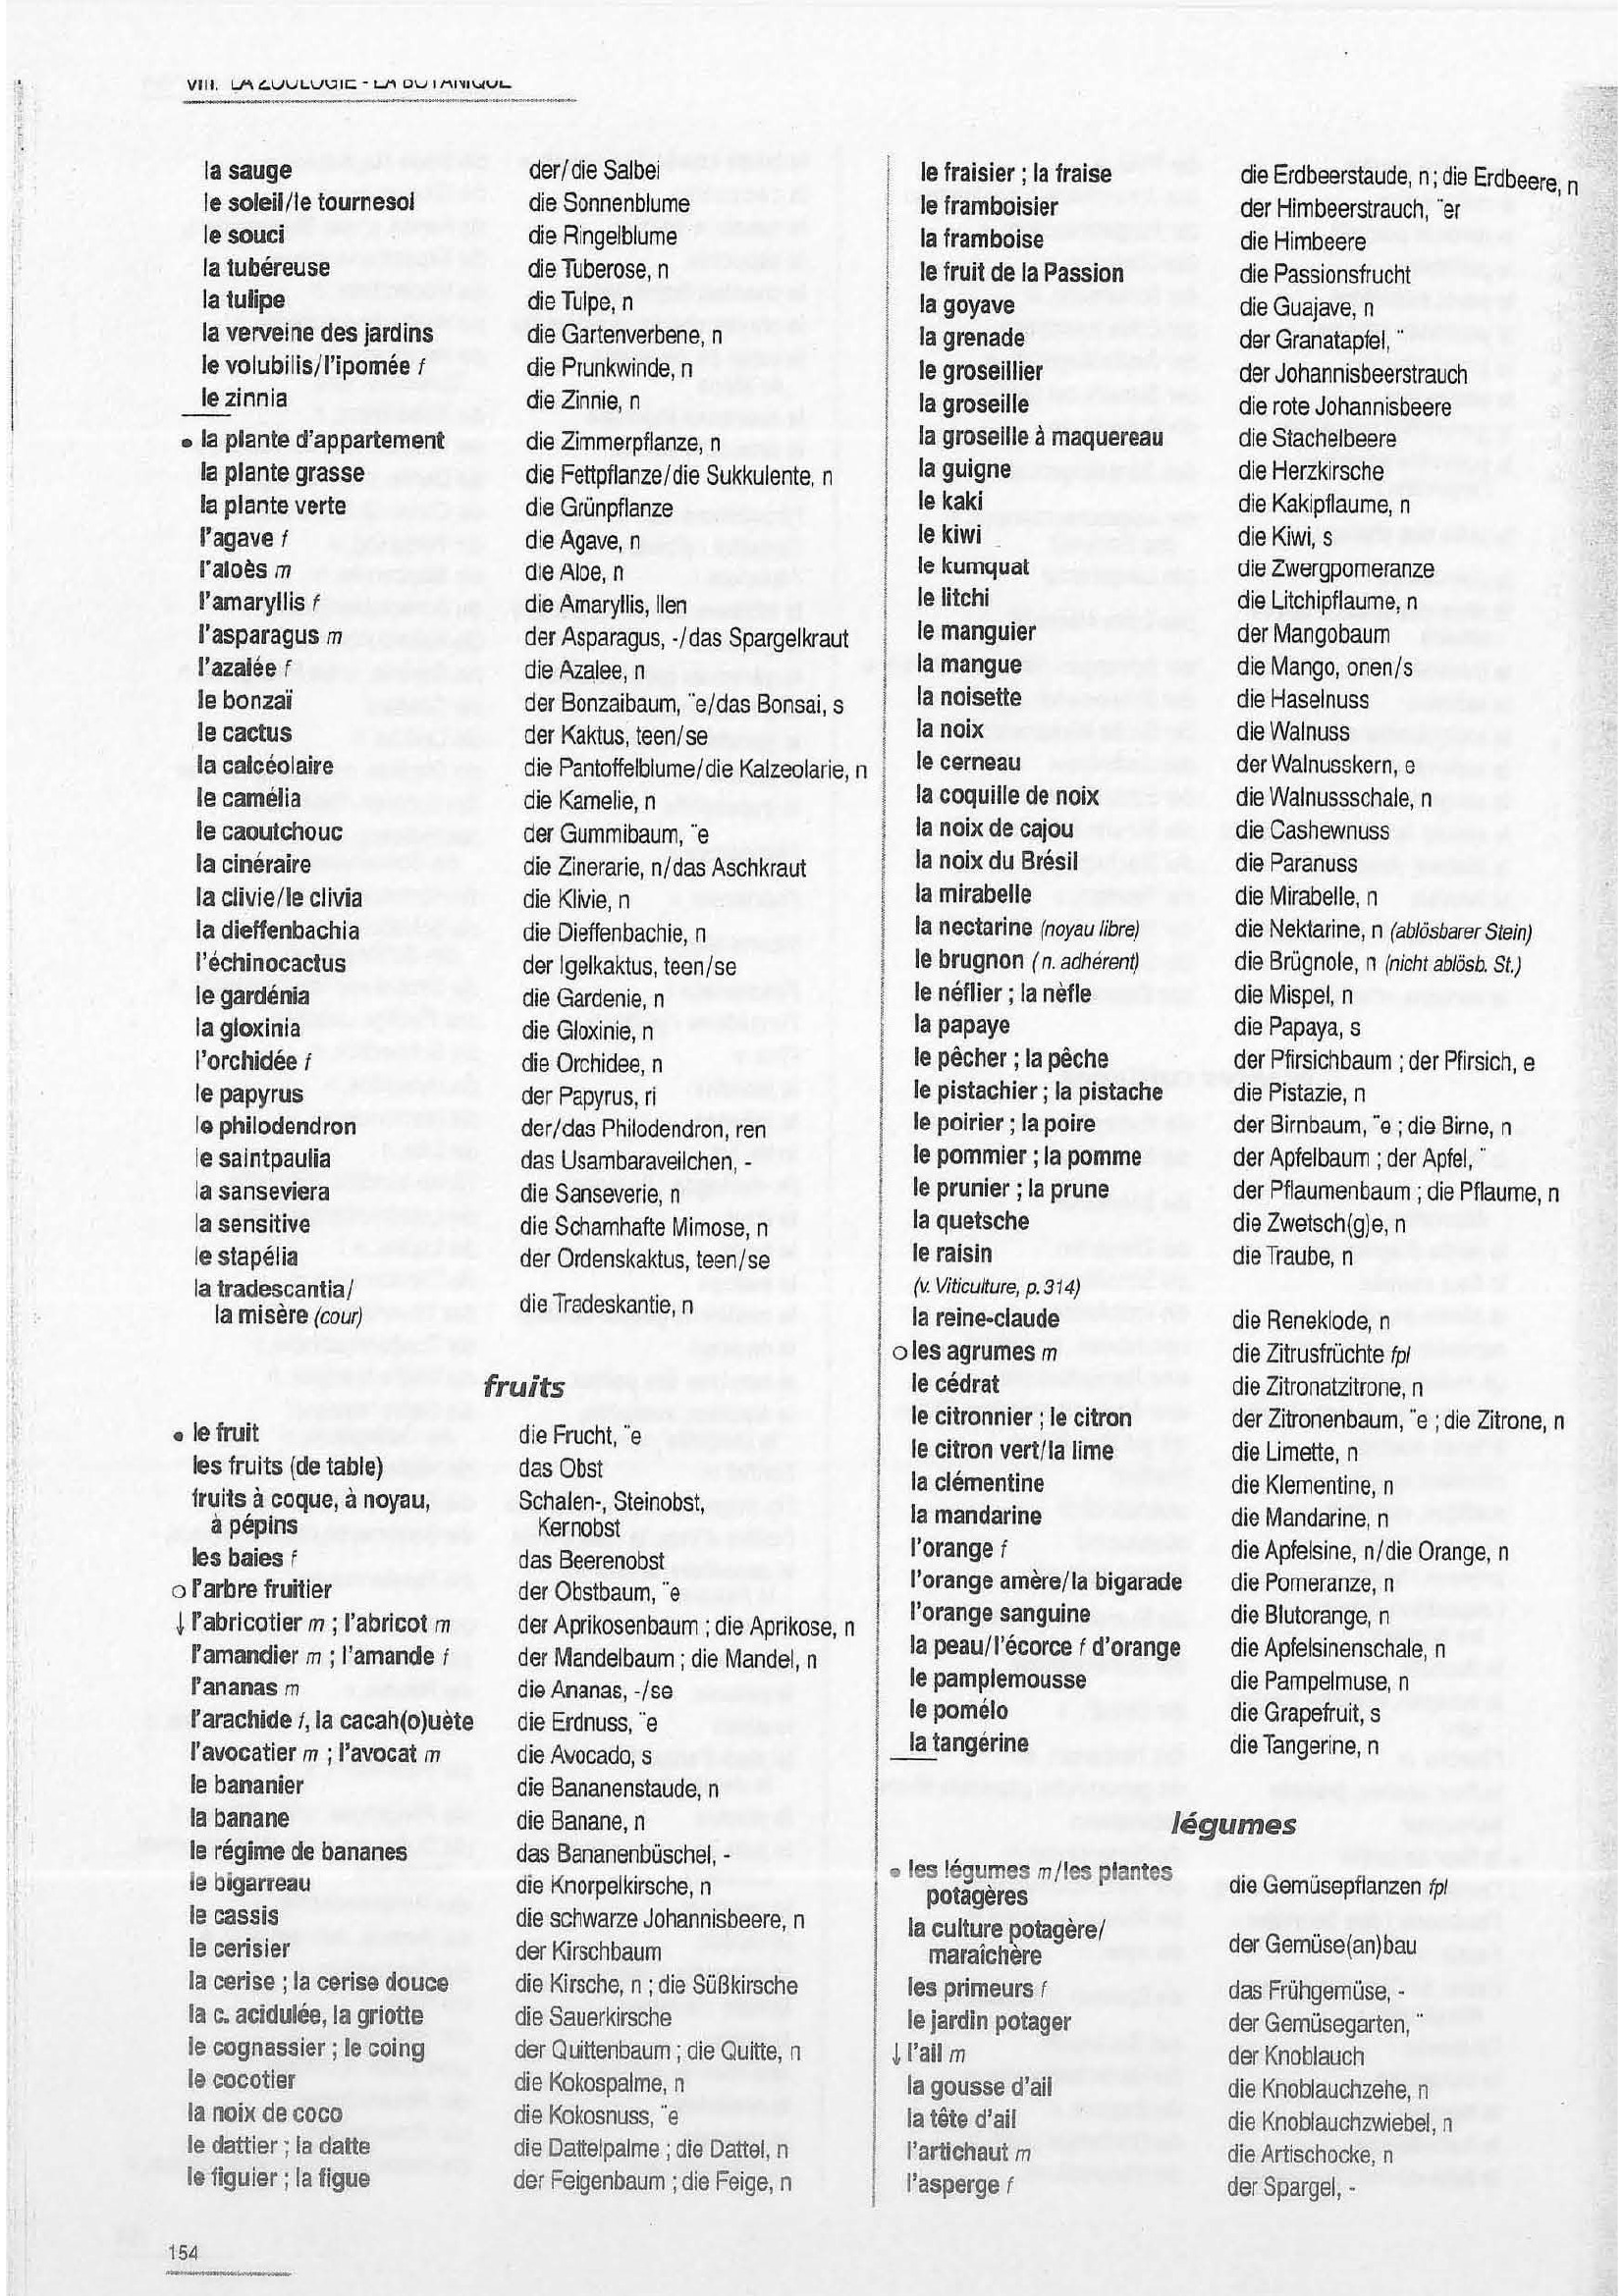 VIII. LA ZOOLOGIE - LA BOTANIQUE
la sauge der/die Salbei
le soleil/le tournesol die Sonnenblume
le souci die Ringelblume
la tubéreuse die Tuberose, n
la tulipe die Tulpe, n
la verveine des jardins die Gartenverbene, n
le volubilis/l'ipomée f die Prunkwinde, n
le zinnia die Zinnie, n
• la plante d'appartement die Zimmerpflanze, n
la plante grasse die Fettpflanze/die Sukkulente, n
la plante verte die Grünpflanze
l'agave f die Agave, n
l'aloès m die Aloe, n
l'amaryllis f die Amaryllis, llen
l'asparagus m der Asparagus, -/das Spargelkraut
l'azalée f die Azalee, n
le bonzaï der Bonzaibaum, ¨e/das Bonsai, s
le cactus der Kaktus, teen/se
la calcéolaire die Pantoffelblume/die Kalzeolarie, n
le camélia die Kamelie, n
le caoutchouc der Gummibaum, ¨e
la cinéraire die Zinerarie, n/das Aschkraut
la clivie/le clivia die Klivie, n
la dieffenbachia die Dieffenbachie, n
l'échinocactus der Igelkaktus, teen/se
le gardénia die Gardenie, n
la gloxinia die Gloxinie, n
l'orchidée f die Orchidee, n
le papyrus der Papyrus, ri
le philodendron der/das Philodendron, ren
le saintpaulia das Usambaraveilchen, -
la sanseviera die Sanseverie, n
la sensitive die Schamhafte Mimose, n
le stapélia der Ordenskaktus, teen/se
la tradescantia/
la misère (cour) die Tradeskantie, n
fruits
• le fruit die Frucht, ¨e
les fruits (de table) das Obst
fruits à coque, à noyau, Schalen-, Steinobst,
à pépins Kernobst
les baies f das Beerenobst
o l'arbre fruitier der Obstbaum, ¨e
↓ l'abricotier m ; l'abricot m der Aprikosenbaum ; die Aprikose, n
l'amandier m ; l'amande f der Mandelbaum ; die Mandel, n
l'ananas m die Ananas, -/se
l'arachide f, la cacah(o)uète die Erdnuss, ¨e
l'avocatier m ; l'avocat m die Avocado, s
le bananier die Bananenstaude, n
la banane die Banane, n
le régime de bananes das Bananenbüschel, -
le bigarreau die Knorpelkirsche, n
le cassis die schwarze Johannisbeere, n
le cerisier der Kirschbaum
la cerise ; la cerise douce die Kirsche, n ; die Süßkirsche
la c. acidulée, la griotte die Sauerkirsche
le cognassier ; le coing der Quittenbaum ; die Quitte, n
le cocotier die Kokospalme, n
la noix de coco die Kokosnuss, ¨e
le dattier ; la datte die Dattelpalme ; die Dattel, n
le figuier ; la figue der Feigenbaum ; die Feige, n
le fraisier ; la fraise die Erdbeerstaude, n ; die Erdbeere, n
le framboisier der Himbeerstrauch, ¨er
la framboise die Himbeere
le fruit de la Passion die Passionsfrucht
la goyave die Guajave, n
la grenade der Granatapfel, ¨
le groseillier der Johannisbeerstrauch
la groseille die rote Johannisbeere
la groseille à maquereau die Stachelbeere
la guigne die Herzkirsche
le kaki die Kakipflaume, n
le kiwi die Kiwi, s
le kumquat die Zwergpomeranze
le litchi die Litchipflaume, n
le manguier der Mangobaum
la mangue die Mango, onen/s
la noisette die Haselnuss
la noix die Walnuss
le cerneau der Walnusskern, e
la coquille de noix die Walnussschale, n
la noix de cajou die Cashewnuss
la noix du Brésil die Paranuss
la mirabelle die Mirabelle, n
la nectarine (noyau libre) die Nektarine, n (ablösbarer Stein)
le brugnon ( n. adhérent) die Brügnole, n (nicht ablösb. St.)
le néflier ; la nèfle die Mispel, n
la papaye die Papaya, s
le pêcher ; la pêche der Pfirsichbaum ; der Pfirsich, e
le pistachier ; la pistache die Pistazie, n
le poirier ; la poire der Birnbaum, ¨e ; die Birne, n
le pommier ; la pomme der Apfelbaum ; der Apfel, ¨
le prunier ; la prune der Pflaumenbaum ; die Pflaume, n
la quetsche die Zwetsch(g)e, n
le raisin die Traube, n
(v. Viticulture, p. 314)
la reine-claude die Reneklode, n
o les agrumes m die Zitrusfrüchte fpl
le cédrat die Zitronatzitrone, n
le citronnier ; le citron der Zitronenbaum, ¨e ; die Zitrone, n
le citron vert/la lime die Limette, n
la clémentine die Klementine, n
la mandarine die Mandarine, n
l'orange f die Apfelsine, n/die Orange, n
l'orange amère/la bigarade die Pomeranze, n
l'orange sanguine die Blutorange, n
la peau/l'écorce f d'orange die Apfelsinenschale, n
le pamplemousse die Pampelmuse, n
le pomélo die Grapefruit, s
la tangérine die Tangerine, n
légumes
• les légumes m/les plantes
potagères die Gemüsepflanzen fpl
la culture potagère/
maraîchère der Gemüse(an)bau
les primeurs f das Frühgemüse, -
le jardin potager der Gemüsegarten, ¨
↓ l'ail m der Knoblauch
la gousse d'ail die Knoblauchzehe, n
la tête d'ail die Knoblauchzwiebel, n
l'artichaut m die Artischocke, n
l'asperge f der Spargel, -
154